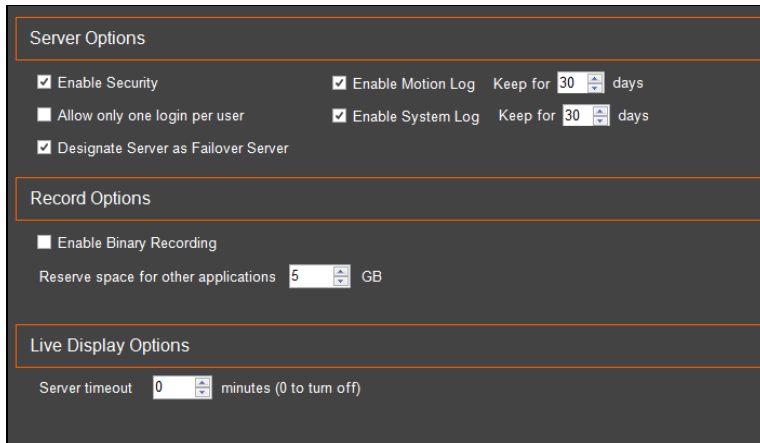 Server Options
Enable Security
Enable Motion Log Keep for 30 days
Allow only one login per user
Enable System Log Keep for 30 days
Designate Server as Failover Server
Record Options
Enable Binary Recording
Reserve space for other applications 5 GB
Live Display Options
Server timeout 0 minutes (0 to turn off)